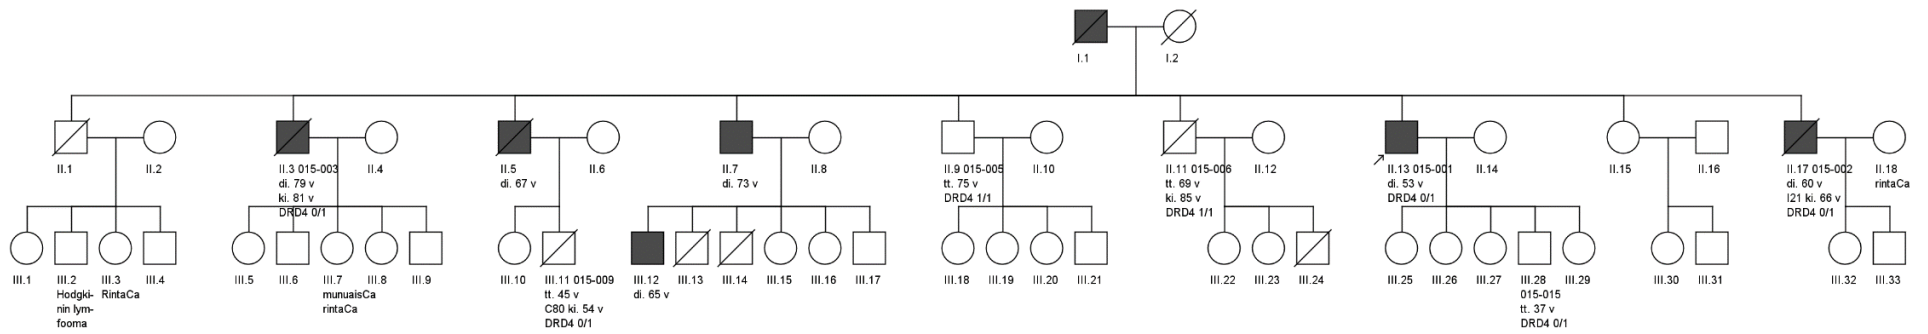 I.1
I.2
II.1
II.2
II.3 015-003
di. 79 v
ki. 81 v
DRD4 0/1
II.4
II.5
di. 67 v
II.6
II.7
di. 73 v
II.8
II.9 015-005
tt. 75 v
DRD4 1/1
II.10
II.11 015-006
tt. 69 v
ki. 85 v
DRD4 1/1
II.12
II.13 015-001
di. 53 v
DRD4 0/1
II.14
II.15
II.16
II.17 015-002
di. 60 v
I21 ki. 66 v
DRD4 0/1
II.18
rintaCa
III.1
III.2
Hodgki-
nin lym-
fooma
III.3
RintaCa
III.4
III.5
III.6
III.7
munuaisCa
rintaCa
III.8
III.9
III.10
III.11 015-009
tt. 45 v
C80 ki. 54 v
DRD4 0/1
III.12
di. 65 v
III.13
III.14
III.15
III.16
III.17
III.18
III.19
III.20
III.21
III.22
III.23
III.24
III.25
III.26
III.27
III.28
015-015
tt. 37 v
DRD4 0/1
III.29
III.30
III.31
III.32
III.33